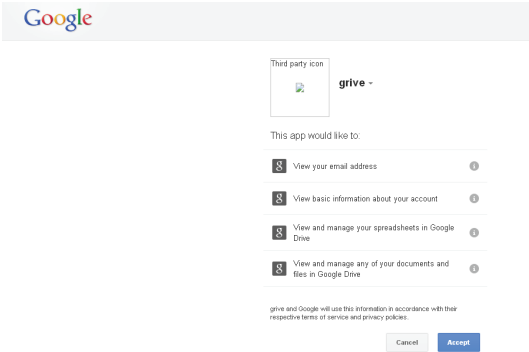 Google
Third party icon
grive
This app would like to:
View your email address
View basic information about your account
View and manage your spreadsheets in Google
Drive
View and manage any of your documents and
files in Google Drive
grive and Google will use this information in accordance with their
respective terms of service and privacy policies.
Cancel Accept